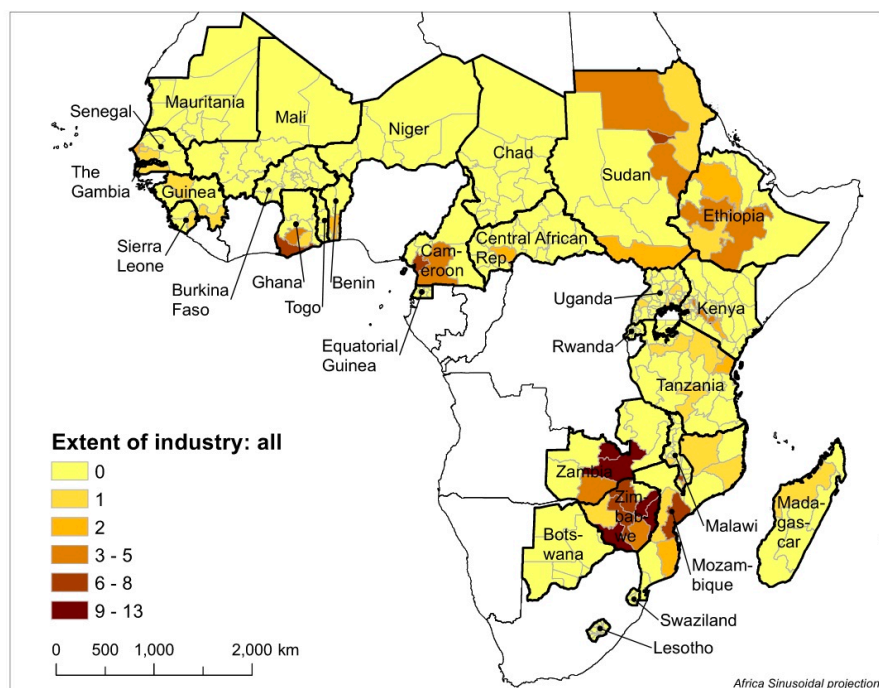 Senegal
Mauritania
Mali
Niger
Chad
Sudan
The
Gambia
Guinea
Ethiopia
Sierra
Leone
Ghana
Benin
Cam-
eroon
Central African
Rep.
Burkina
Faso
Togo
Uganda
Kenya
Equatorial
Guinea
Rwanda
Tanzania
Extent of industry: all
0
1
2
3 - 5
6 - 8
9 - 13
Zambia
Zim-
bab-
we
Bots-
wana
Malawi
Mada-
gas-
car
Mozam-
bique
Swaziland
Lesotho
0 500 1,000 2,000 km
Africa Sinusoidal projection